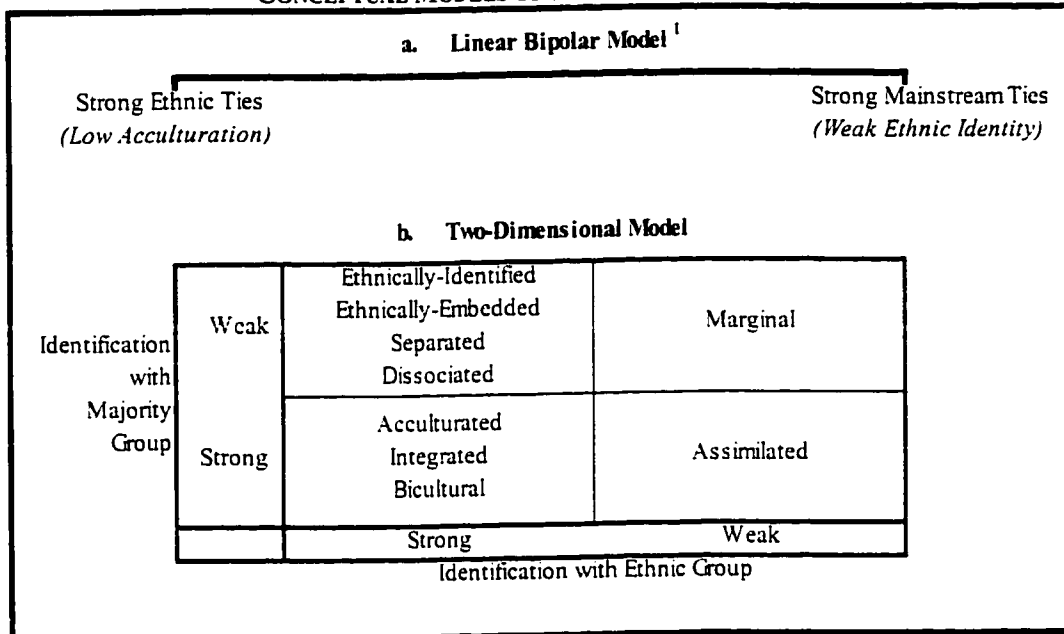 CONCEPTUAL MODELS
a. Linear Bipolar Model 1
Strong Ethnic Ties
(Low Acculturation)
Strong Mainstream Ties
(Weak Ethnic Identity)
b. Two-Dimensional Model
Identification
with
Majority
Group
Weak
Ethnically-Identified
Ethnically-Embedded
Separated
Dissociated
Marginal
Strong
Acculturated
Integrated
Bicultural
Assimilated
Strong
Weak
Identification with Ethnic Group